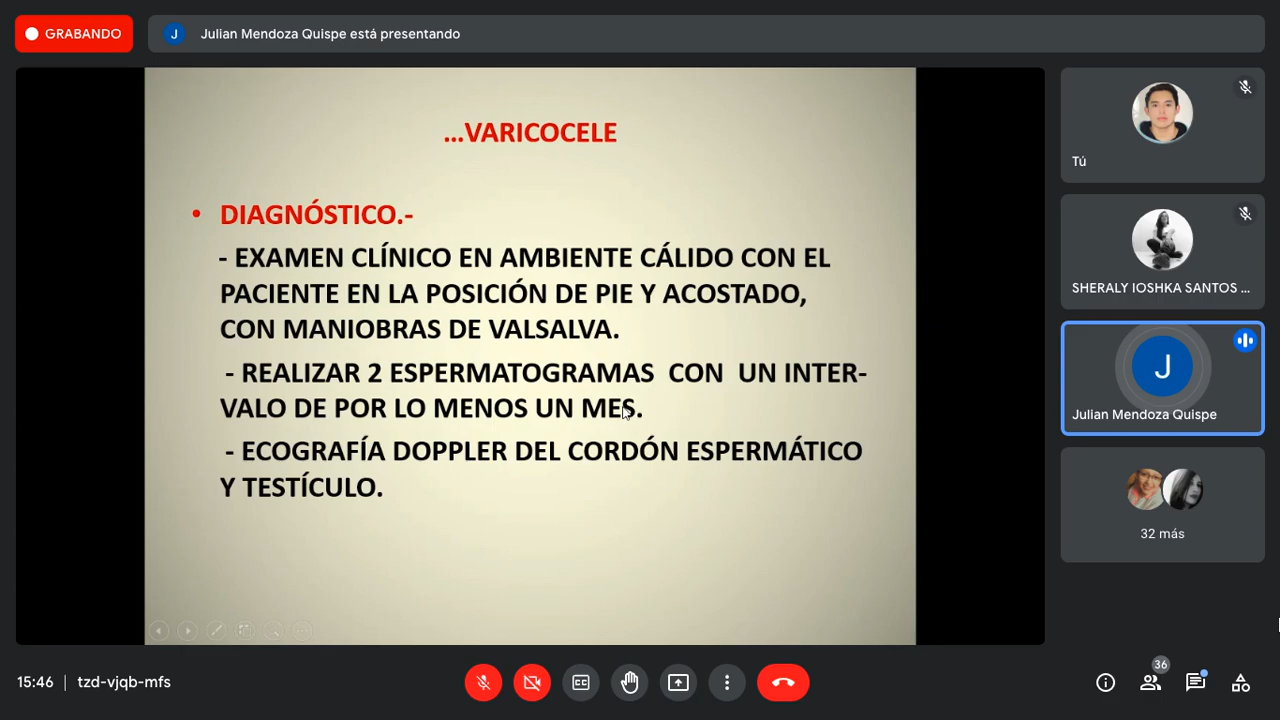 GRABANDO
J
Julian Mendoza Quispe está presentando
...VARICOCELE
• DIAGNÓSTICO.-
- EXAMEN CLÍNICO EN AMBIENTE CÁLIDO CON EL
PACIENTE EN LA POSICIÓN DE PIE Y ACOSTADO,
CON MANIOBRAS DE VALSALVA.
- REALIZAR 2 ESPERMATOGRAMAS CON UN INTER-
VALO DE POR LO MENOS UN MES.
- ECOGRAFÍA DOPPLER DEL CORDÓN ESPERMÁTICO
Y TESTÍCULO.
Tú
SHERALY IOSHKA SANTOS ...
J
Julian Mendoza Quispe
32 más
15:46 | tzd-vjqb-mfs
CC
36